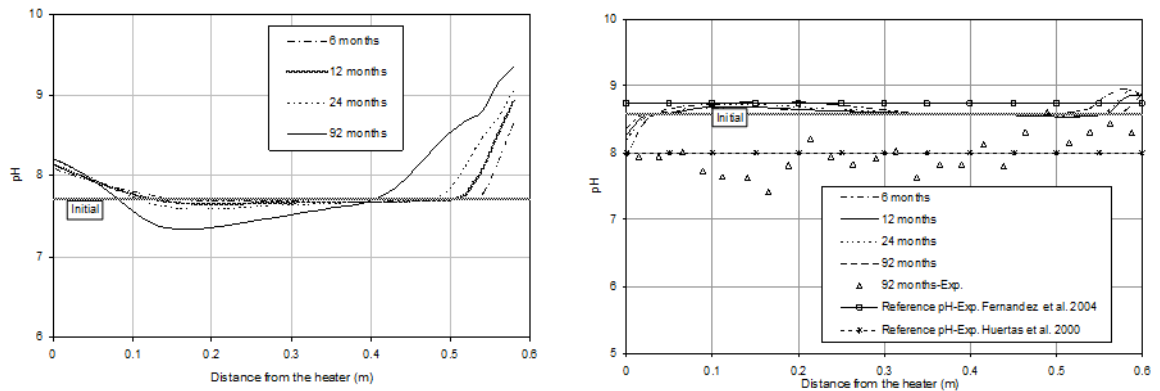 10
9
8
7
6
pH
0
0.1
0.2
0.3
0.4
0.5
0.6
Distance from the heater (m)
6 months
12 months
24 months
92 months
Initial
10
9
8
7
6
5
pH
0
0.1
0.2
0.3
0.4
0.5
0.6
Distance from the heater (m)
Initial
6 months
12 months
24 months
92 months
92 months-Exp.
Reference pH-Exp. Fernandez et al. 2004
Reference pH-Exp. Huertas et al. 2000